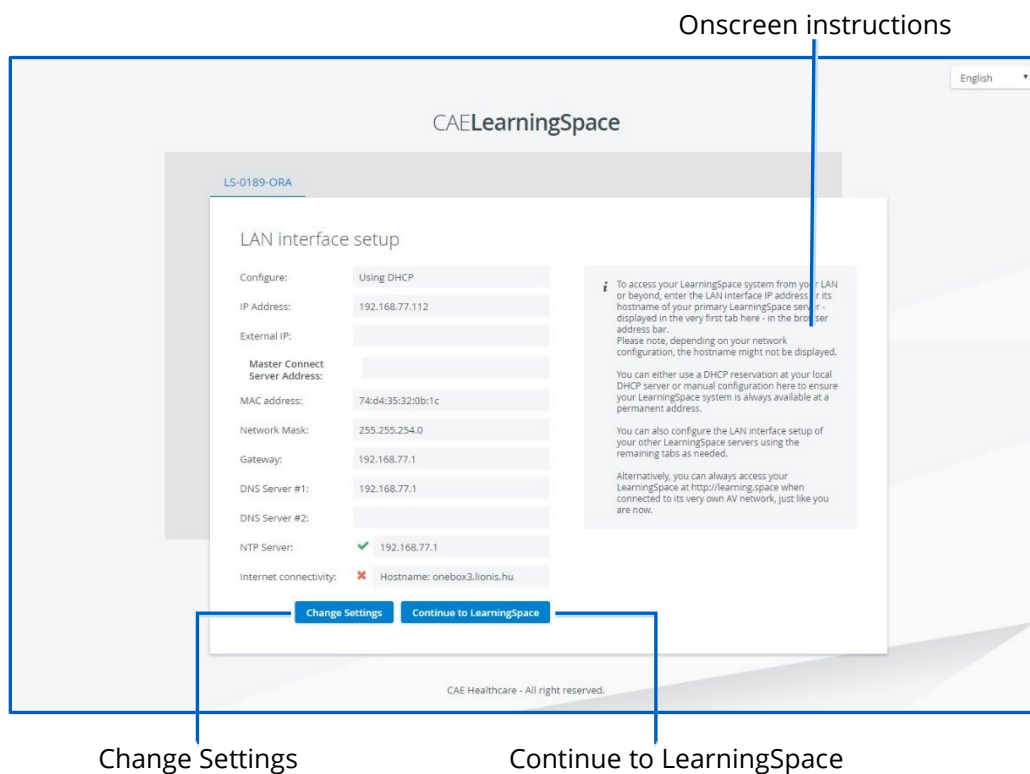 Onscreen instructions
English
CAELearningSpace
LS-0189-ORA
LAN interface setup
Configure: Using DHCP
IP Address: 192.168.77.112
External IP:
Master Connect
Server Address:
MAC address: 74:d4:35:32:0b:1c
Network Mask: 255.255.254.0
Gateway: 192.168.77.1
DNS Server #1: 192.168.77.1
DNS Server #2:
NTP Server: 192.168.77.1
Internet connectivity: Hostname: onebox3.lionis.hu
Change Settings Continue to LearningSpace
i To access your LearningSpace system from your LAN
or beyond, enter the LAN interface IP address or its
hostname of your primary LearningSpace server -
displayed in the very first tab here - in the browser
address bar.
Please note, depending on your network
configuration, the hostname might not be displayed.
You can either use a DHCP reservation at your local
DHCP server or manual configuration here to ensure
your LearningSpace system is always available at a
permanent address.
You can also configure the LAN interface setup of
your other LearningSpace servers using the
remaining tabs as needed.
Alternatively, you can always access your
LearningSpace at http://learning.space when
connected to its very own AV network, just like you
are now.
CAE Healthcare - All right reserved.
Change Settings
Continue to LearningSpace